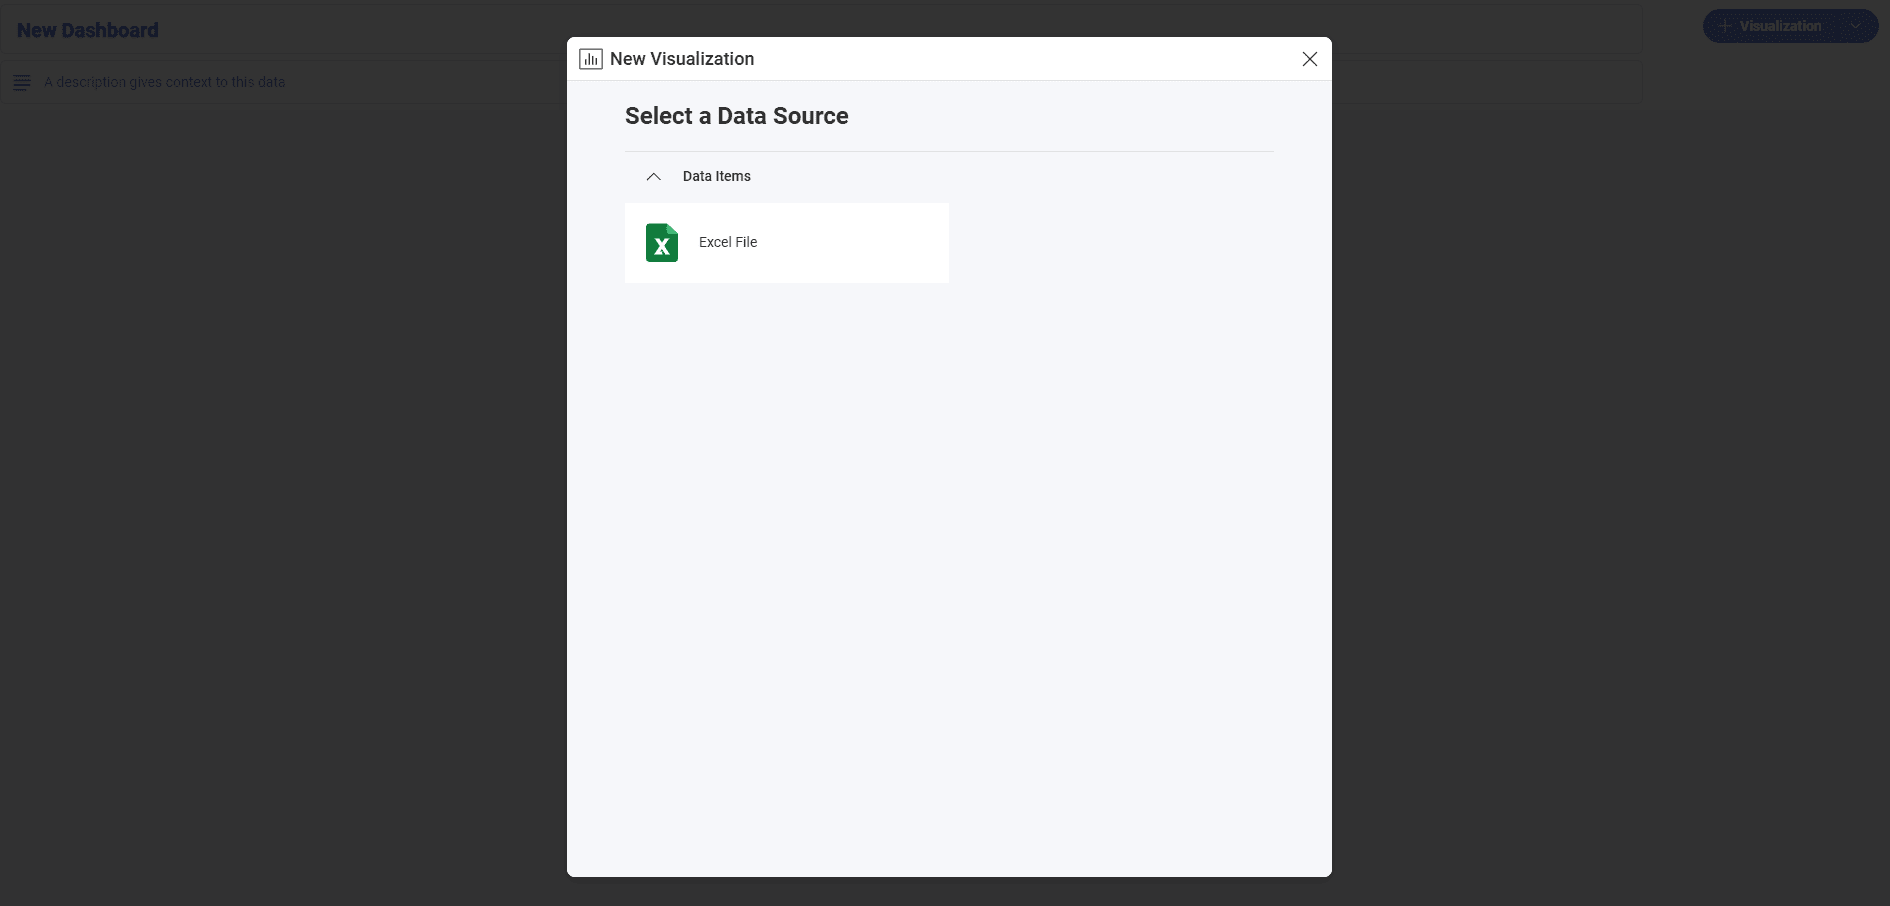 New Dashboard
Visualization
A description gives context to this data
New Visualization
Select a Data Source
Data Items
Excel File